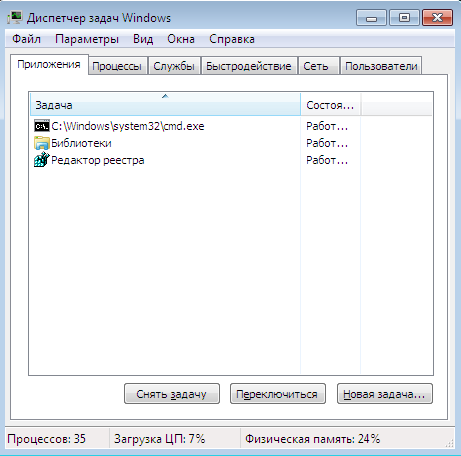 Диспетчер задач Windows
Файл Параметры Вид Окна Справка
Приложения Процессы Службы Быстродействие Сеть Пользователи
Задача Состоя...
C:\Windows\system32\cmd.exe Работ...
Библиотеки Работ...
Редактор реестра Работ...
Снять задачу Переключиться Новая задача...
Процессов: 35 Загрузка ЦП: 7% Физическая память: 24%